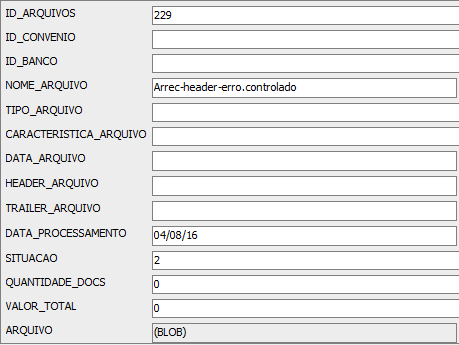 ID_ARQUIVOS 229
ID_CONVENIO
ID_BANCO
NOME_ARQUIVO Arrec-header-erro.controlado
TIPO_ARQUIVO
CARACTERISTICA_ARQUIVO
DATA_ARQUIVO
HEADER_ARQUIVO
TRAILER_ARQUIVO
DATA_PROCESSAMENTO 04/08/16
SITUACAO 2
QUANTIDADE_DOCS 0
VALOR_TOTAL 0
ARQUIVO (BLOB)